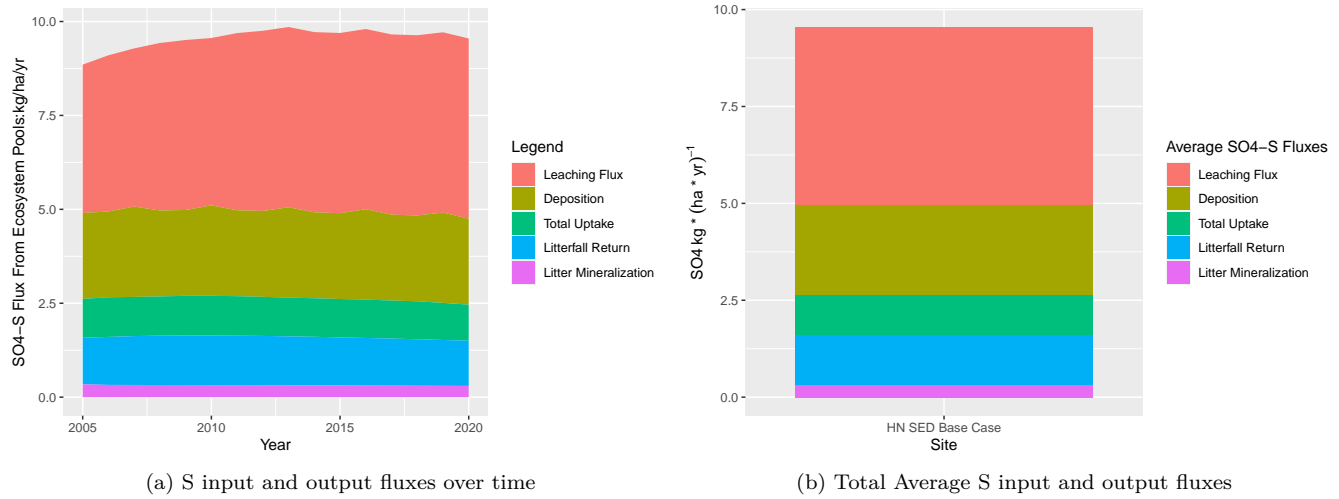 SO4−S Flux From Ecosystem Pools:kg/ha/yr
10.0
7.5
5.0
2.5
0.0
2005
2010
2015
2020
Year
Legend
Leaching Flux
Deposition
Total Uptake
Litterfall Return
Litter Mineralization
(a) S input and output fluxes over time
SO4 kg * (ha * yr)⁻¹
10.0
7.5
5.0
2.5
0.0
HN SED Base Case
Site
Average SO4−S Fluxes
Leaching Flux
Deposition
Total Uptake
Litterfall Return
Litter Mineralization
(b) Total Average S input and output fluxes